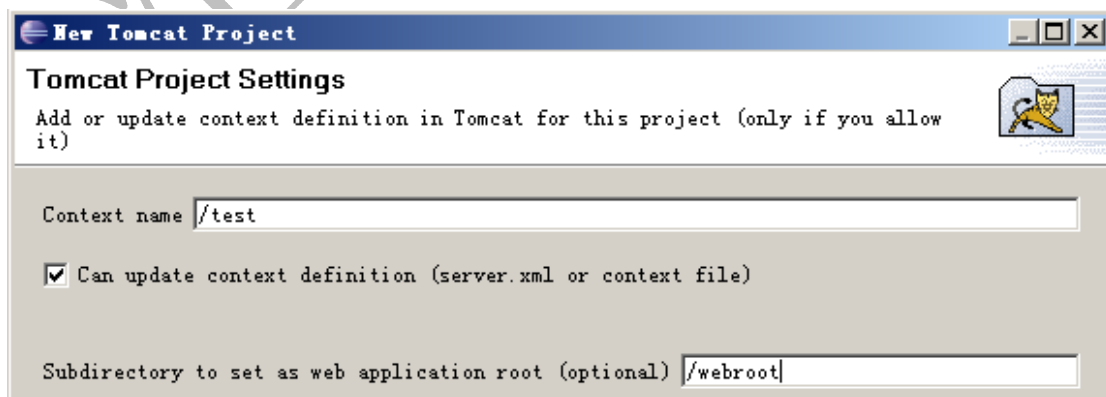 New Tomcat Project
Tomcat Project Settings
Add or update context definition in Tomcat for this project (only if you allow
it)
Context name /test
Can update context definition (server.xml or context file)
Subdirectory to set as web application root (optional) /webroot